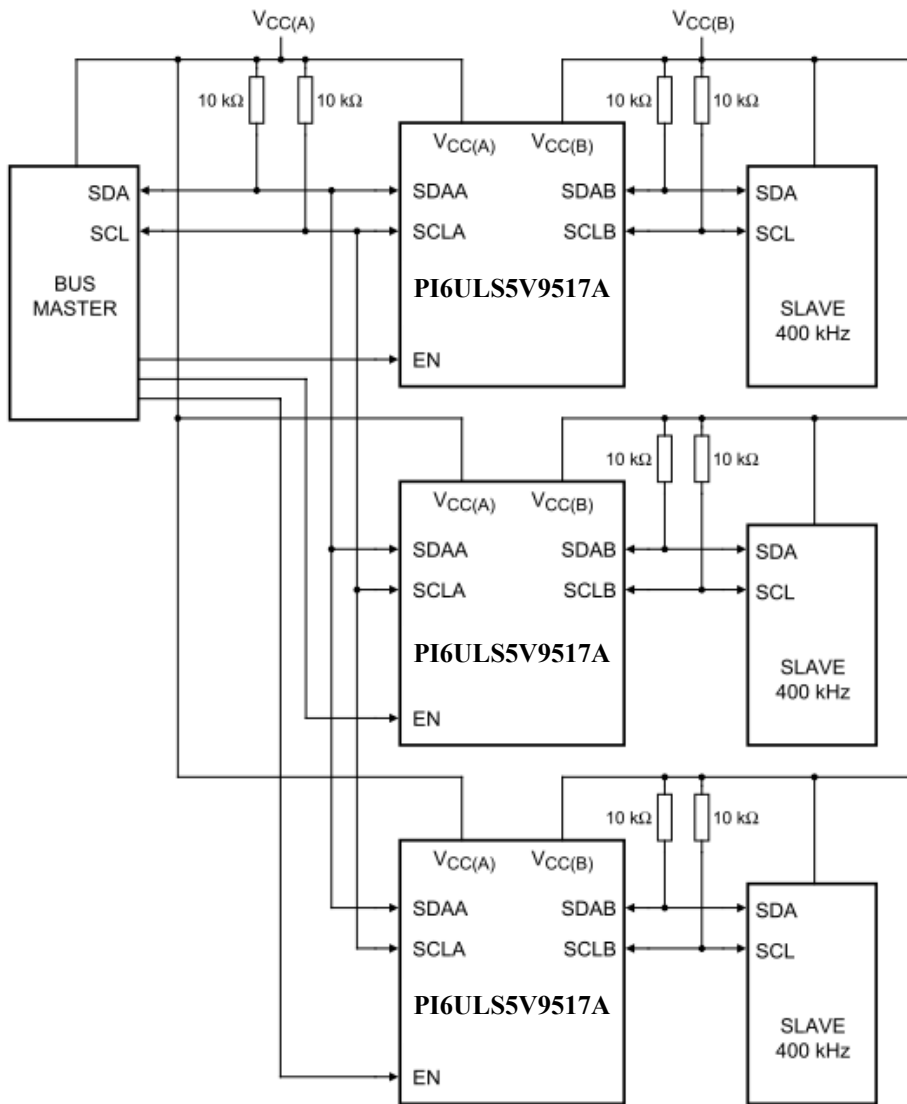 VCC(A)
VCC(B)
10 kΩ
10 kΩ
10 kΩ
10 kΩ
VCC(A)
VCC(B)
SDA
SCL
BUS
MASTER
SDAA
SCLA
SDAB
SCLB
PI6ULS5V9517A
EN
SDA
SCL
SLAVE
400 kHz
10 kΩ
10 kΩ
VCC(A)
VCC(B)
SDAA
SCLA
SDAB
SCLB
PI6ULS5V9517A
EN
SDA
SCL
SLAVE
400 kHz
10 kΩ
10 kΩ
VCC(A)
VCC(B)
SDAA
SCLA
SDAB
SCLB
PI6ULS5V9517A
EN
SDA
SCL
SLAVE
400 kHz